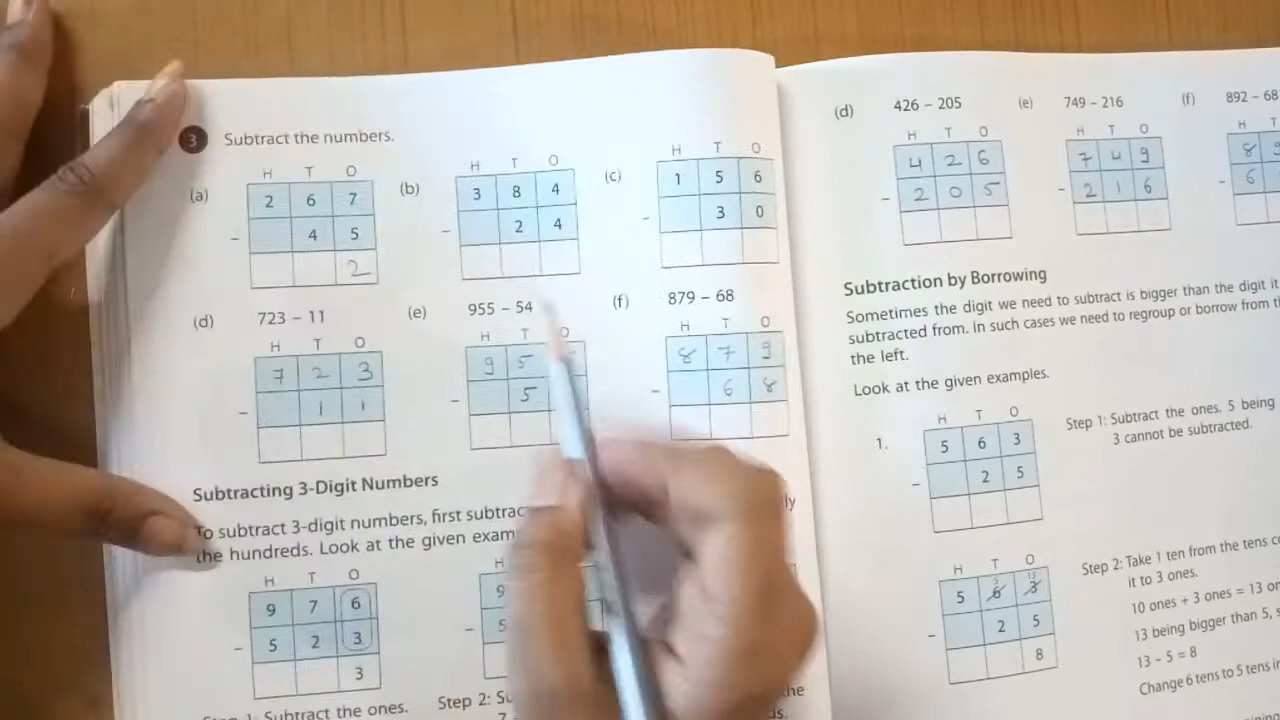 3 Subtract the numbers.
H T O
(a) 2 6 7
- 4 5
2
H T O
(b) 3 8 4
- 2 4
H T O
(c) 1 5 6
- 3 0
(d) 723 – 11
H T O
7 2 3
- 1 1
(e) 955 – 54
H T O
9 5
- 5
(f) 879 – 68
H T O
8 7 9
- 6 8
Subtracting 3-Digit Numbers
To subtract 3-digit numbers, first
the hundreds. Look at the given
H T O
9 7 6
- 5 2 3
3
H
9
- 5
Step 1: Subtract the ones.
Step 2:
(d) 426 – 205
H T O
4 2 6
- 2 0 5
(e) 749 – 216
H T O
7 4 9
- 2 1 6
(f) 892 – 68
H T
8 9
- 6
Subtraction by Borrowing
Sometimes the digit we need to subtract is bigger than the digit it
subtracted from. In such cases we need to regroup or borrow from
the left.
Look at the given examples.
H T O
1. 5 6 3
- 2 5
Step 1: Subtract the ones. 5 being
3 cannot be subtracted.
H T O
5 13
5 6 3
- 2 5
8
Step 2: Take 1 ten from the tens
it to 3 ones.
10 ones + 3 ones = 13
13 being bigger than 5,
13 – 5 = 8
Change 6 tens to 5 tens